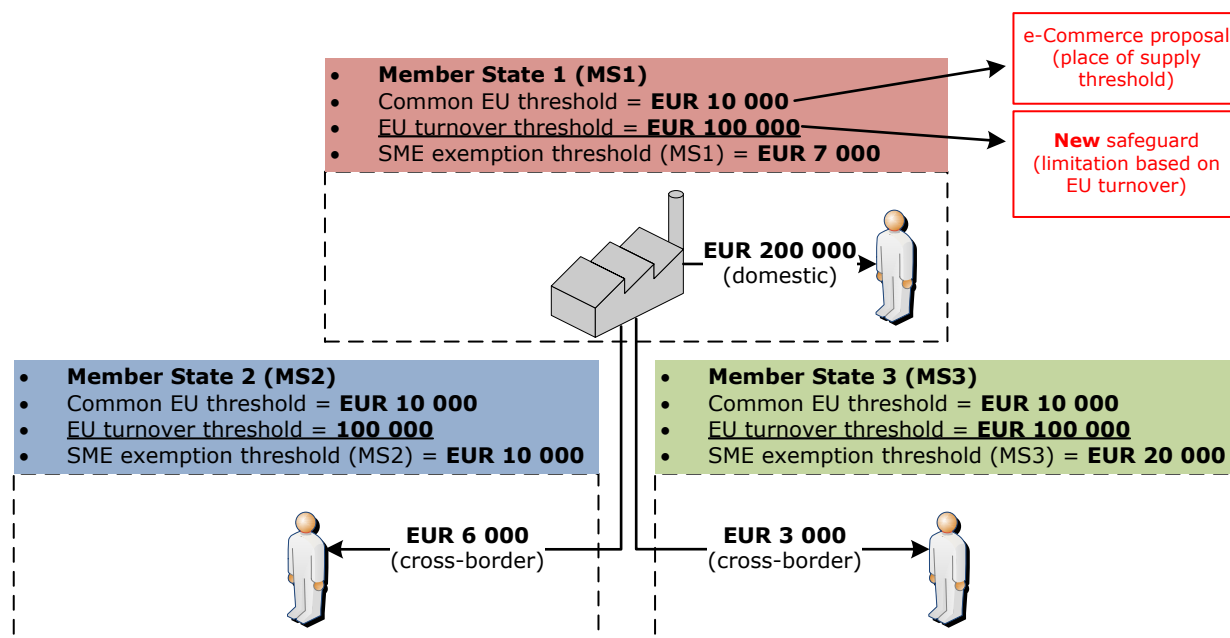 e-Commerce proposal
(place of supply
threshold)
• Member State 1 (MS1)
• Common EU threshold = EUR 10 000
• EU turnover threshold = EUR 100 000
• SME exemption threshold (MS1) = EUR 7 000
New safeguard
(limitation based on
EU turnover)
EUR 200 000
(domestic)
• Member State 2 (MS2)
• Common EU threshold = EUR 10 000
• EU turnover threshold = 100 000
• SME exemption threshold (MS2) = EUR 10 000
• Member State 3 (MS3)
• Common EU threshold = EUR 10 000
• EU turnover threshold = EUR 100 000
• SME exemption threshold (MS3) = EUR 20 000
EUR 6 000
(cross-border)
EUR 3 000
(cross-border)